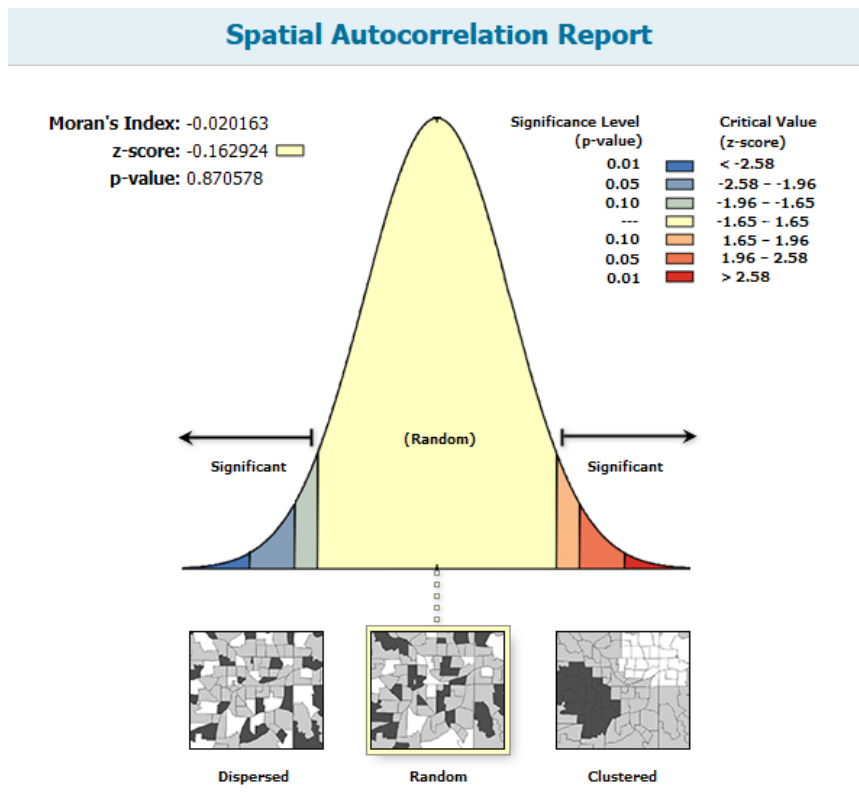 Spatial Autocorrelation Report
Moran's Index: -0.020163
z-score: -0.162924
p-value: 0.870578
Significance Level
(p-value)
Critical Value
(z-score)
0.01 < -2.58
0.05 -2.58 – -1.96
0.10 -1.96 – -1.65
--- -1.65 – 1.65
0.10 1.65 – 1.96
0.05 1.96 – 2.58
0.01 > 2.58
(Random)
Significant
Significant
Dispersed
Random
Clustered